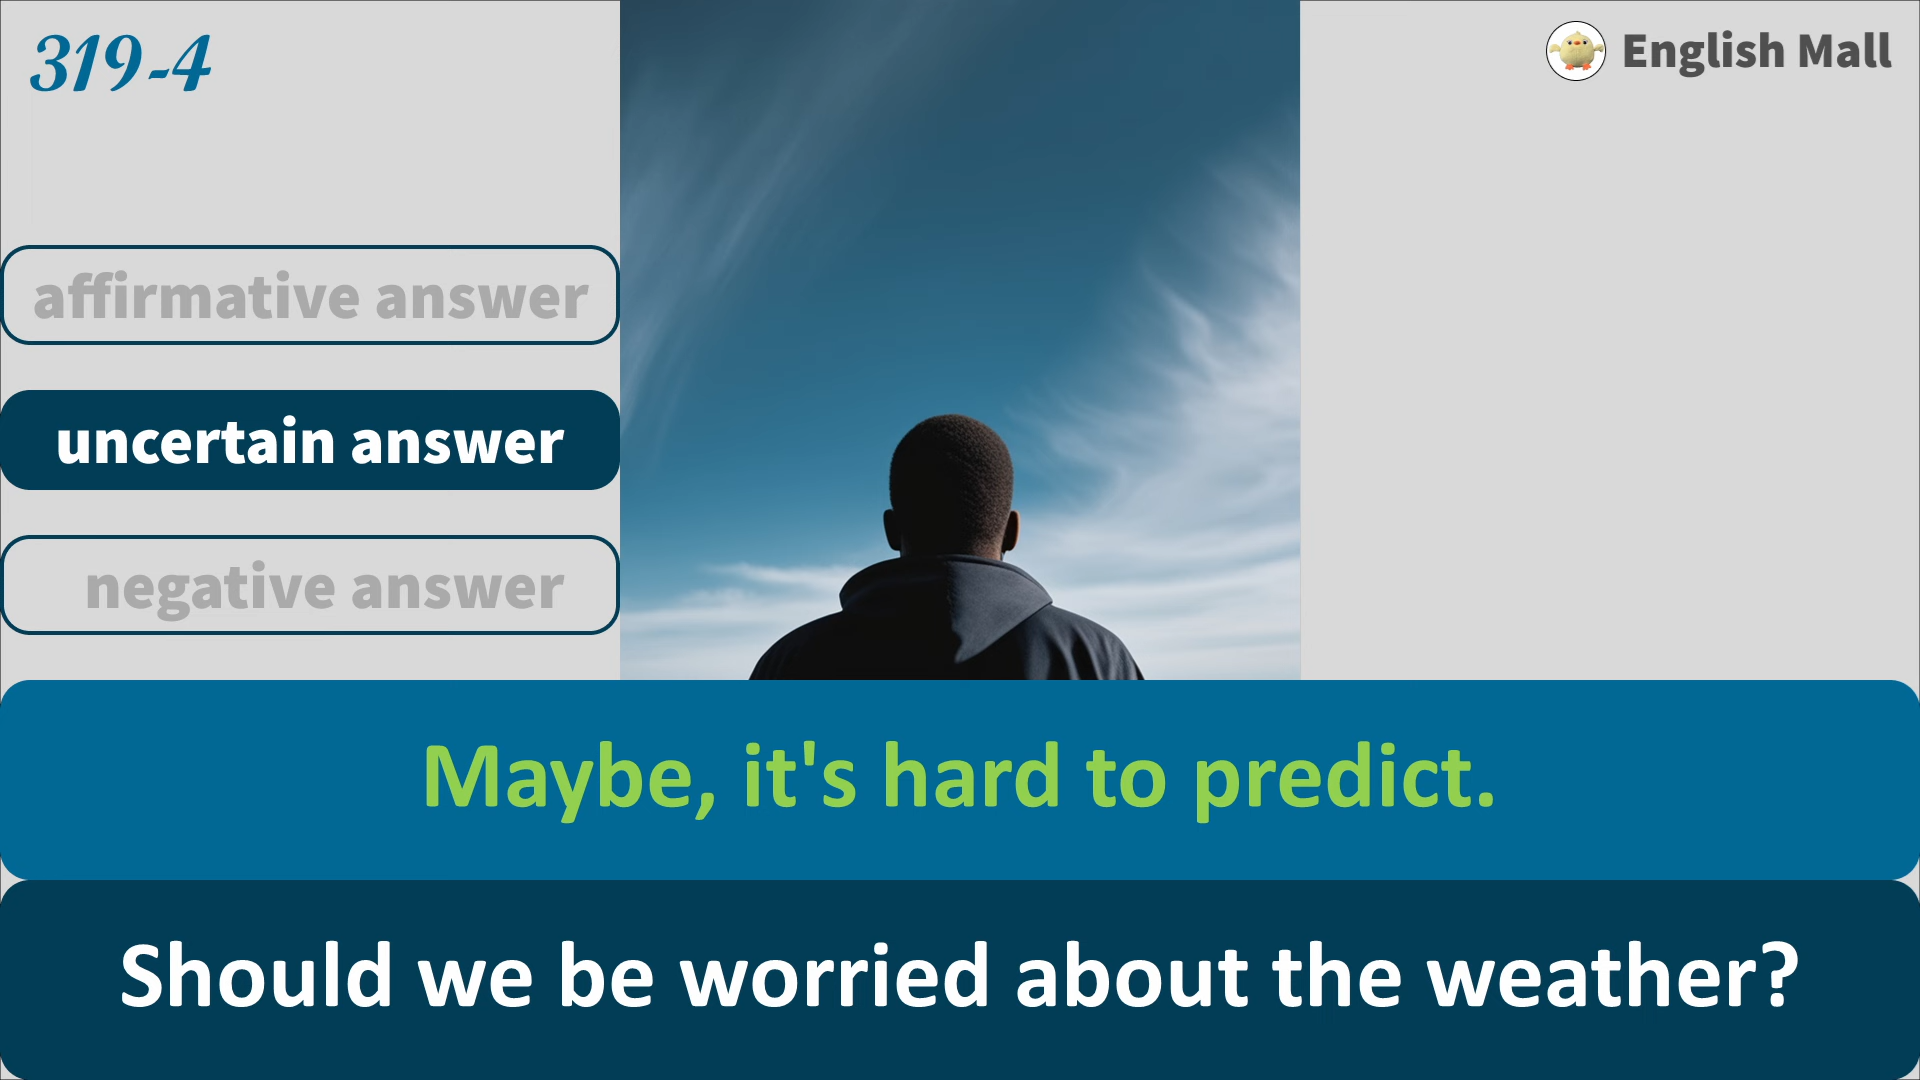 319-4
English Mall
affirmative answer
uncertain answer
negative answer
Maybe, it's hard to predict.
Should we be worried about the weather?